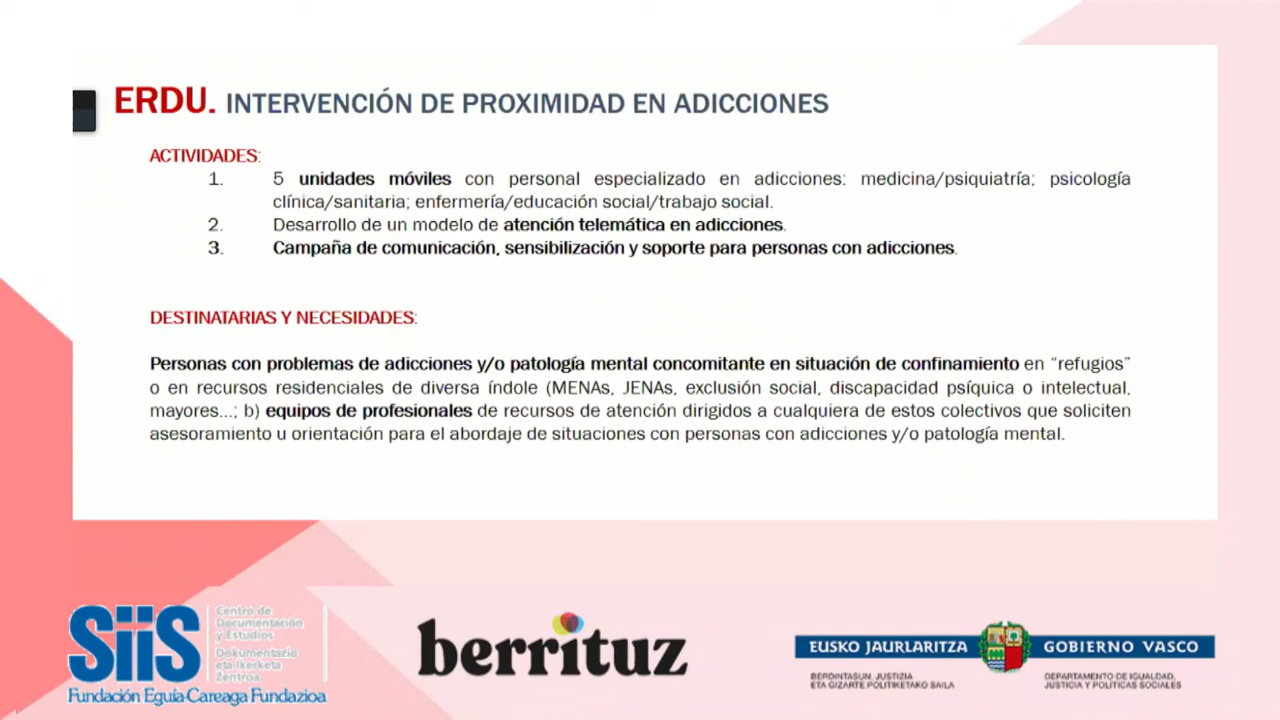 ERDU. INTERVENCIÓN DE PROXIMIDAD EN ADICCIONES
ACTIVIDADES:
1. 5 unidades móviles con personal especializado en adicciones: medicina/psiquiatría; psicología
clínica/sanitaria; enfermería/educación social/trabajo social.
2. Desarrollo de un modelo de atención telemática en adicciones.
3. Campaña de comunicación, sensibilización y soporte para personas con adicciones.
DESTINATARIAS Y NECESIDADES:
Personas con problemas de adicciones y/o patología mental concomitante en situación de confinamiento en “refugios”
o en recursos residenciales de diversa índole (MENAs, JENAs, exclusión social, discapacidad psíquica o intelectual,
mayores...; b) equipos de profesionales de recursos de atención dirigidos a cualquiera de estos colectivos que soliciten
asesoramiento u orientación para el abordaje de situaciones con personas con adicciones y/o patología mental.
SiiS
Centro de
Documentación
y Estudios
Dokumentazio
eta Ikerketa
Zentroa
Fundación Eguía-Careaga Fundazioa
berrituz
EUSKO JAURLARITZA
GOBIERNO VASCO
BERDINTASUN, JUSTIZIA
ETA GIZARTE POLITIKETAKO SAILA
DEPARTAMENTO DE IGUALDAD,
JUSTICIA Y POLÍTICAS SOCIALES